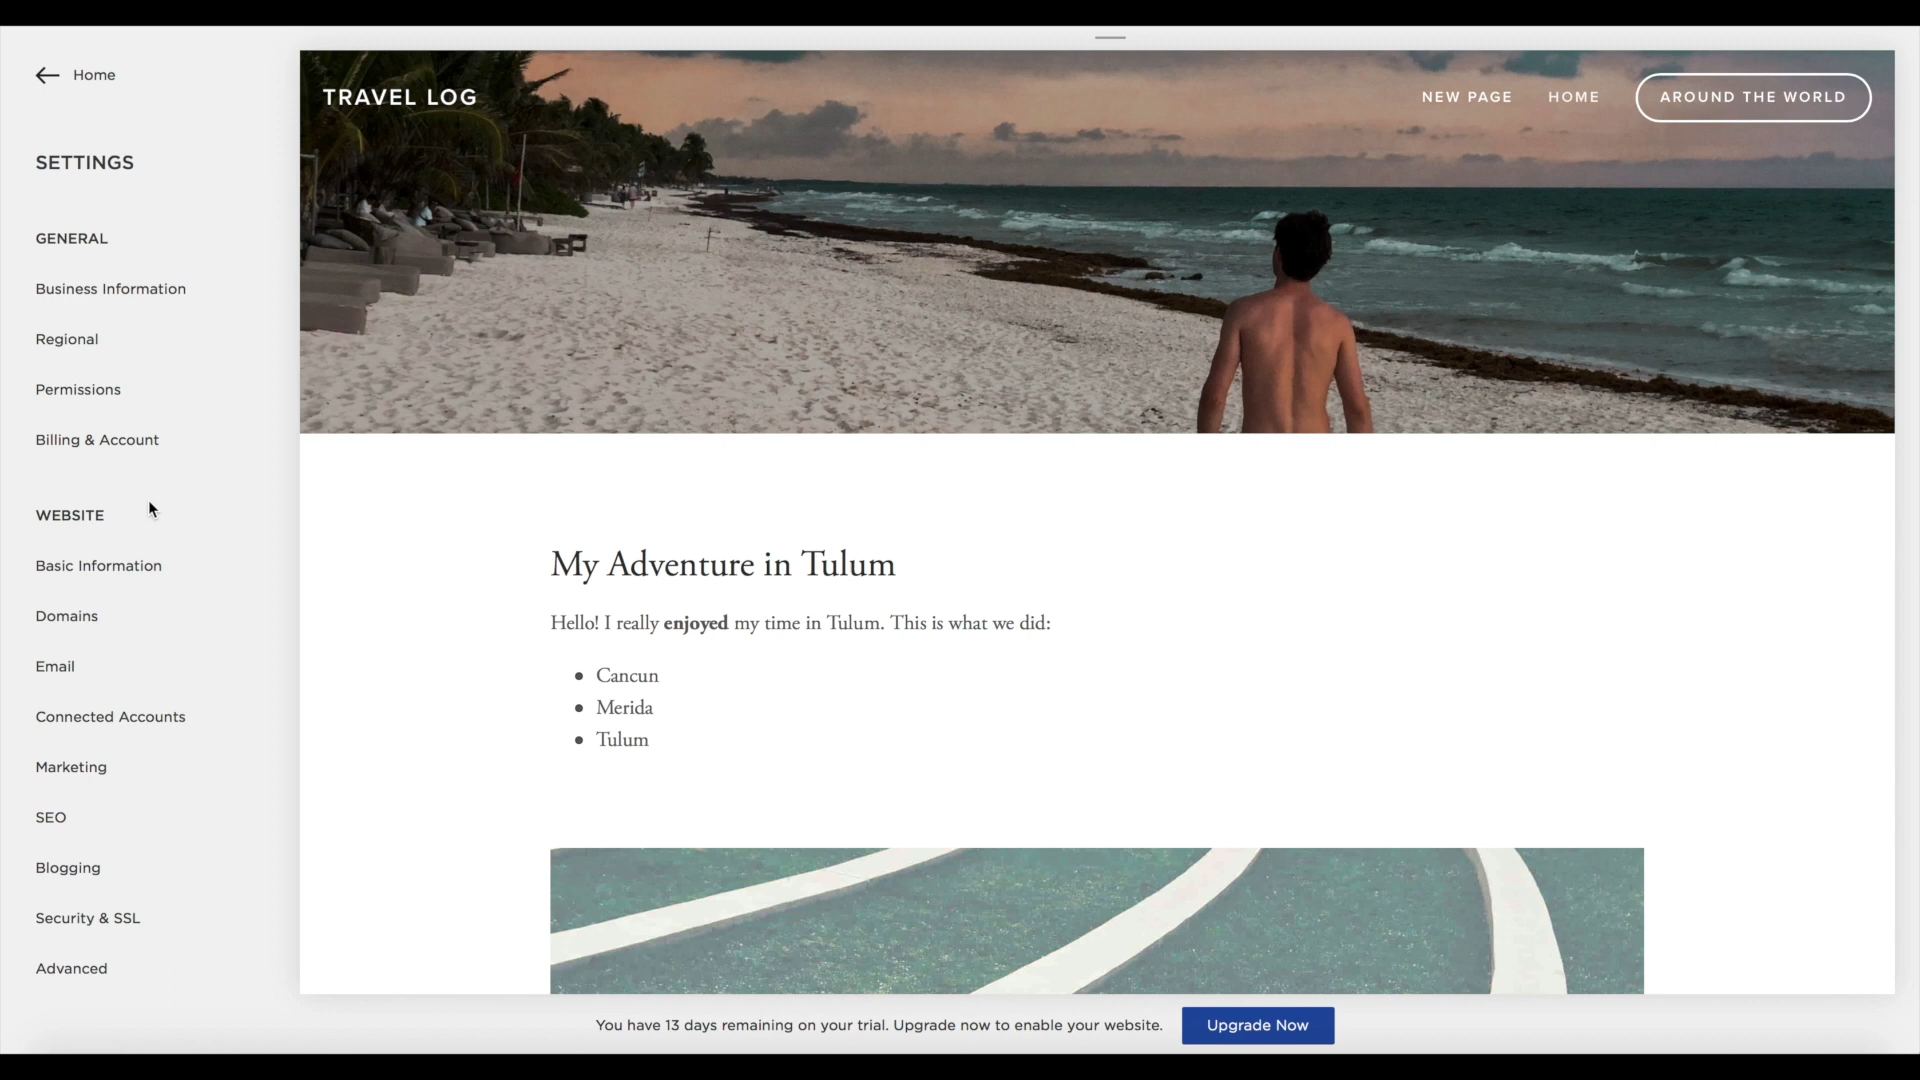 Home
SETTINGS
GENERAL
Business Information
Regional
Permissions
Billing & Account
WEBSITE
Basic Information
Domains
Email
Connected Accounts
Marketing
SEO
Blogging
Security & SSL
Advanced
TRAVEL LOG
NEW PAGE HOME AROUND THE WORLD
My Adventure in Tulum
Hello! I really enjoyed my time in Tulum. This is what we did:
• Cancun
• Merida
• Tulum
You have 13 days remaining on your trial. Upgrade now to enable your website. Upgrade Now